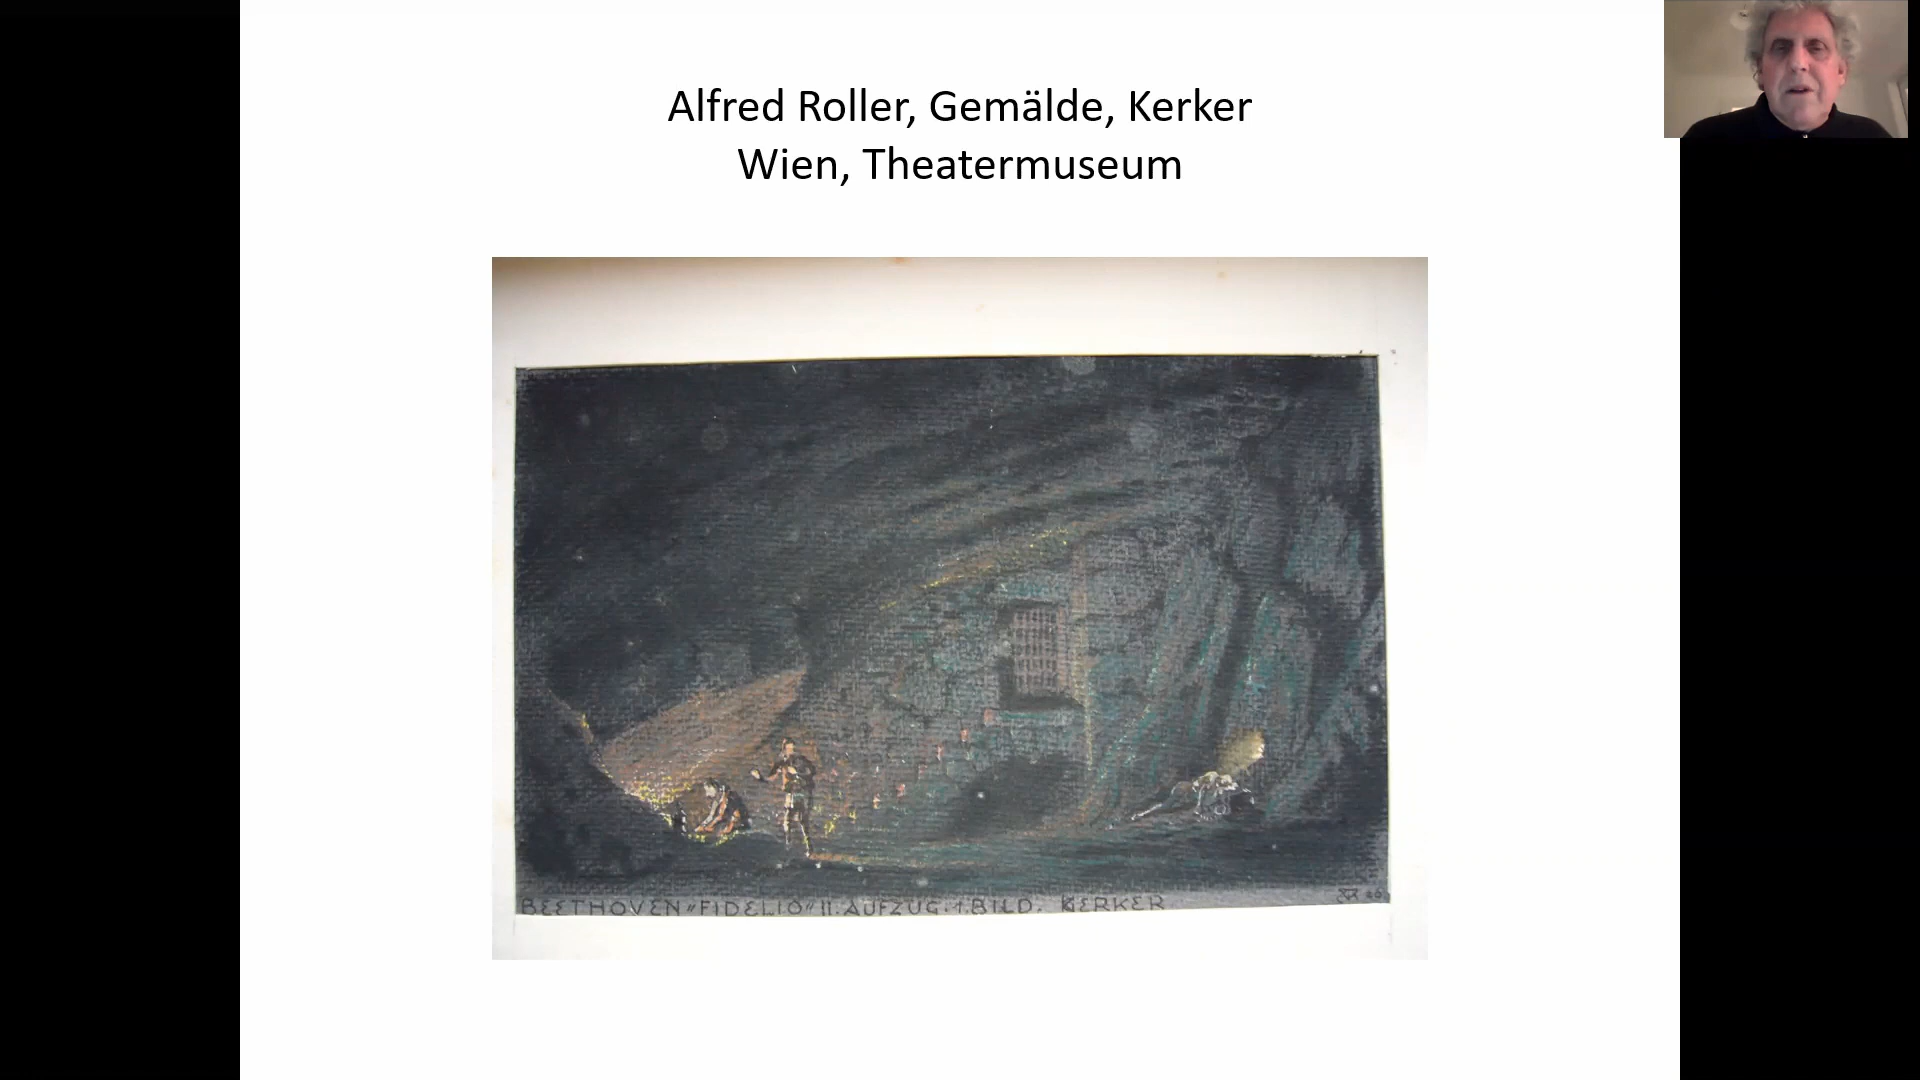 Alfred Roller, Gemälde, Kerker
Wien, Theatermuseum
BEETHOVEN „FIDELIO“ II. AUFZUG. 1. BILD. KERKER